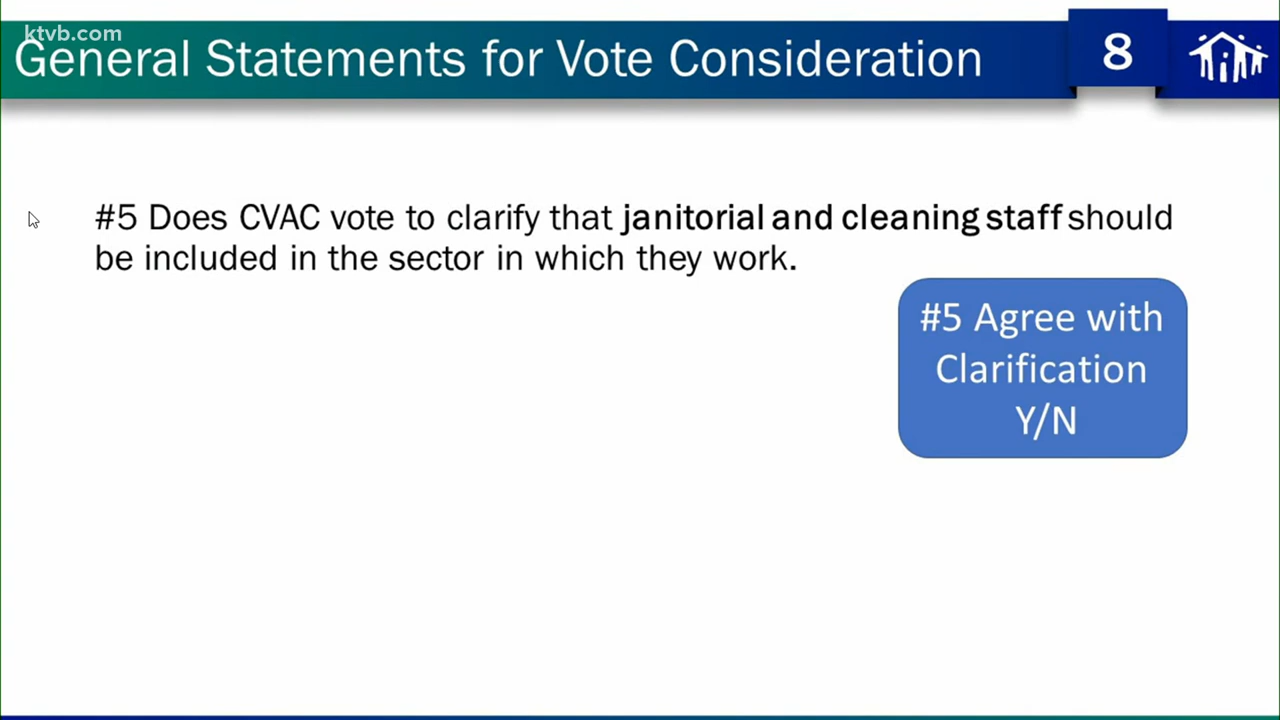 ktvb.com
General Statements for Vote Consideration
8
#5 Does CVAC vote to clarify that janitorial and cleaning staff should
be included in the sector in which they work.
#5 Agree with
Clarification
Y/N